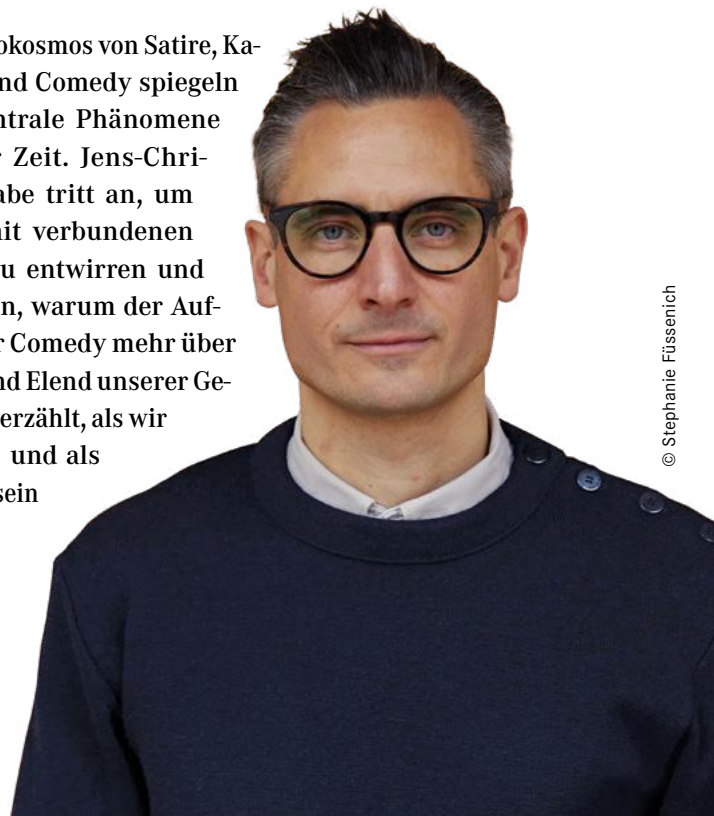 okosmos von Satire, Ka-
nd Comedy spiegeln
ntrale Phänomene
r Zeit. Jens-Chri-
abe tritt an, um
it verbundenen
u entwirren und
n, warum der Auf-
r Comedy mehr über
nd Elend unserer Ge-
erzählt, als wir
und als
sein
© Stephanie Füssenich